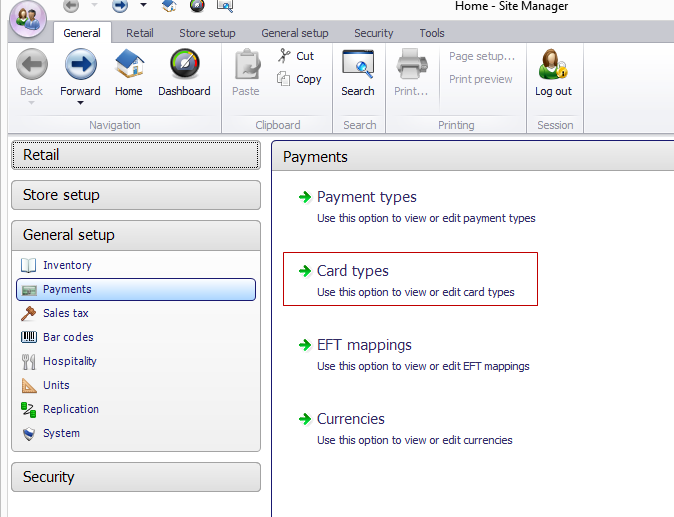 Home - Site Manager
General Retail Store setup General setup Security Tools
Back Forward Home Dashboard Paste Cut Copy Search Print... Page setup... Print preview Log out
Navigation Clipboard Search Printing Session
Retail
Store setup
General setup
Inventory
Payments
Sales tax
Bar codes
Hospitality
Units
Replication
System
Security
Payments
Payment types
Use this option to view or edit payment types
Card types
Use this option to view or edit card types
EFT mappings
Use this option to view or edit EFT mappings
Currencies
Use this option to view or edit currencies